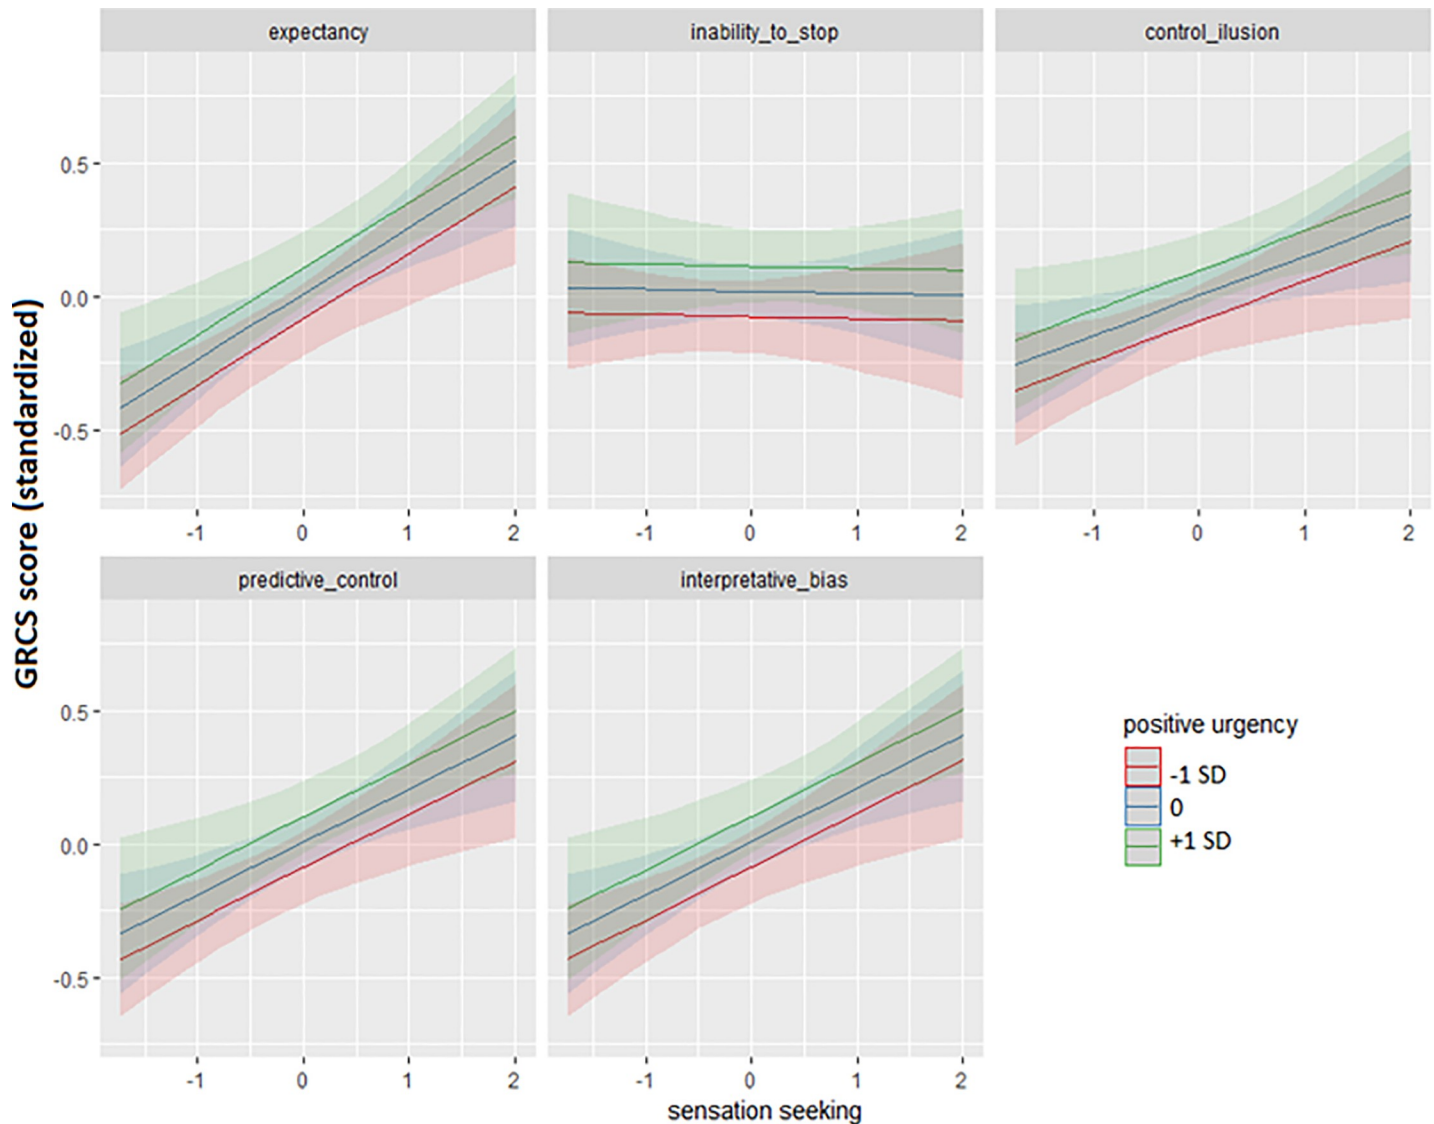 expectancy inability_to_stop control_ilusion
0.5
0.0
-0.5
-1 0 1 2 -1 0 1 2 -1 0 1 2
GRCS score (standardized)
predictive_control interpretative_bias
0.5
0.0
-0.5
-1 0 1 2 -1 0 1 2
sensation seeking
positive urgency
-1 SD
0
+1 SD